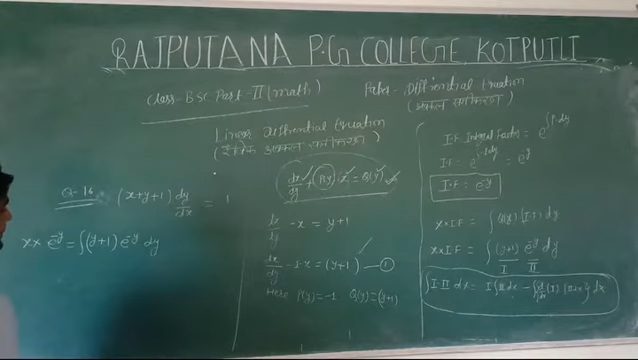 RAJPUTANA P.G COLLEGE, KOTPUTLI
Class- BSc Part-II (math)
Paper- Differential Equation
(अवकल समीकरण)
Linear Differential Equation
(रैखिक अवकल समीकरण)
dx/dy + P(y) x = Q(y)
Q-16 (x+y+1) dy/dx = 1
x × e^-y = ∫(y+1) e^-y dy
dx/dy - x = y+1
dx/dy - 1·x = (y+1) — ①
Here P(y)=-1 Q(y)=(y+1)
I.F Integral Factor = e^∫P.dy
I.F = e^∫-1dy = e^-y
I.F = e^-y
x×I.F = ∫ Q(y) (I.F) dy
x×I.F = ∫ (y+1) e^-y dy
I II
∫I·II dx = I∫II dx - ∫{d/dx (I) ∫II dx} dx